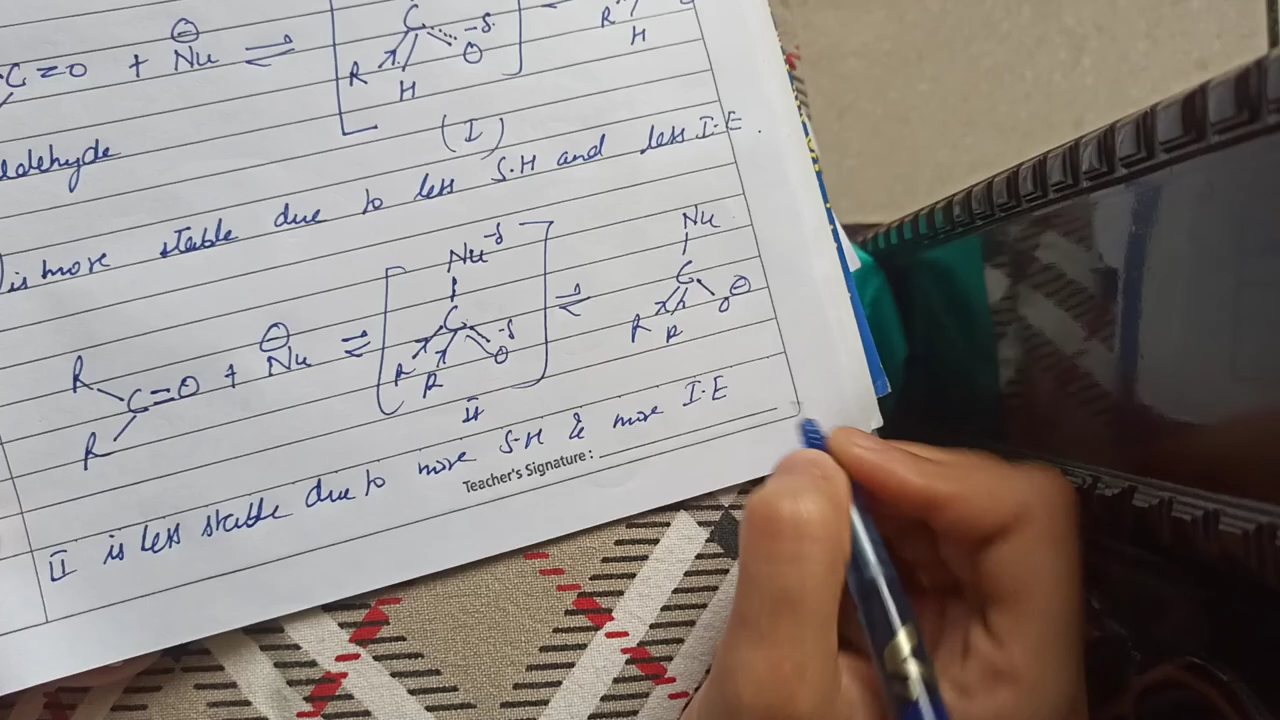 C=O + Nu⊖ ⇌ [ C R H O -δ ] R H
(I)
ldehyde
is more stable due to less S.H and less I.E.
R R C=O + Nu⊖ ⇌ [ Nu -δ C R R O -δ ] ⇌ Nu C R R O⊖
II
II is less stable due to more S.H & more I.E
Teacher's Signature :